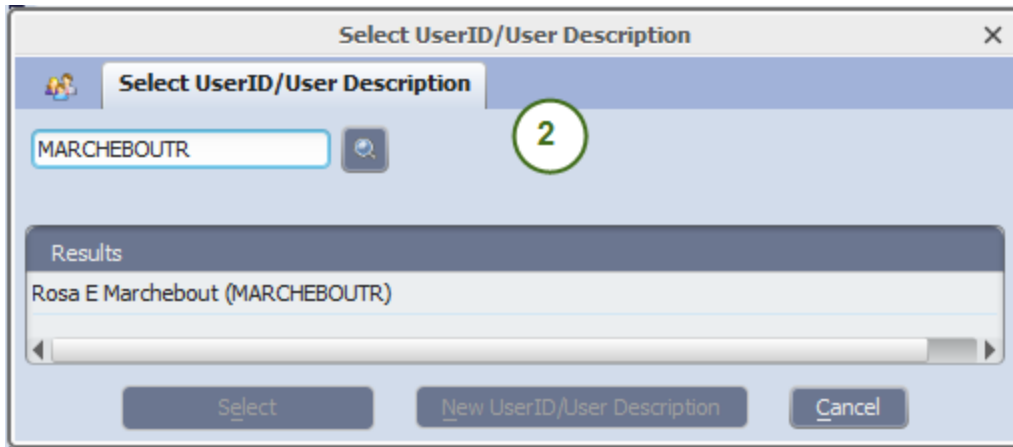 Select UserID/User Description
Select UserID/User Description
MARCHEBOUTR
2
Results
Rosa E Marchebout (MARCHEBOUTR)
Select
New UserID/User Description
Cancel